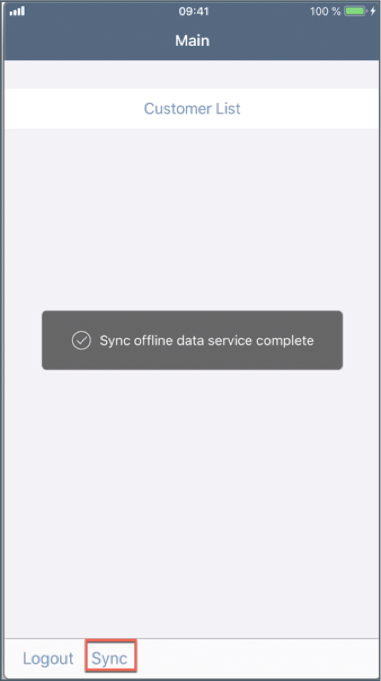 09:41
100 %
Main
Customer List
Sync offline data service complete
Logout Sync